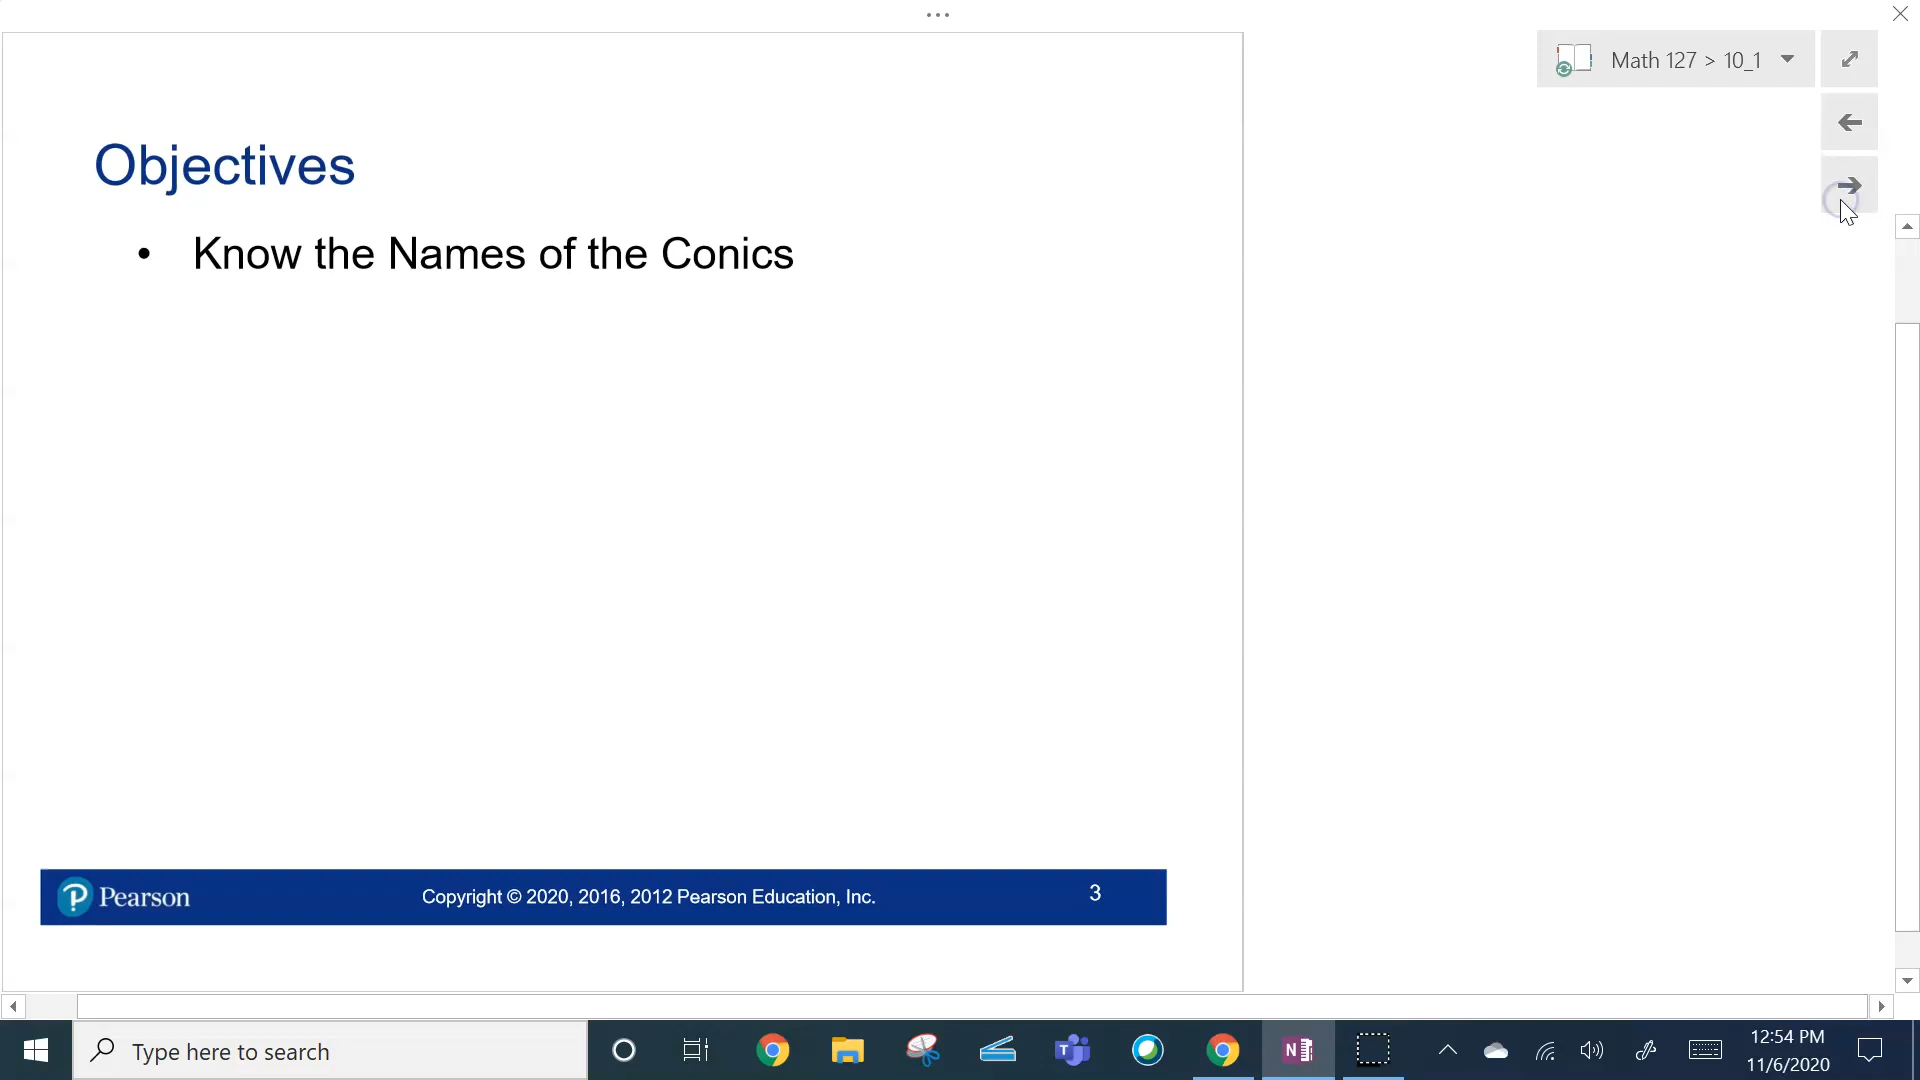 Math 127 > 10_1
Objectives
• Know the Names of the Conics
Pearson
Copyright © 2020, 2016, 2012 Pearson Education, Inc.
3
Type here to search
12:54 PM
11/6/2020